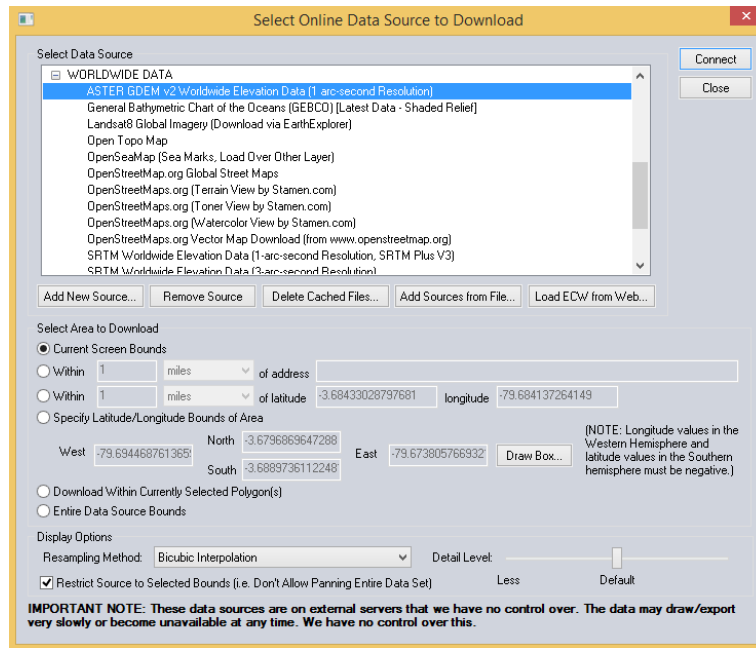 Select Online Data Source to Download
Select Data Source
Connect
Close
WORLDWIDE DATA
ASTER GDEM v2 Worldwide Elevation Data (1 arc-second Resolution)
General Bathymetric Chart of the Oceans (GEBCO) [Latest Data - Shaded Relief]
Landsat8 Global Imagery (Download via EarthExplorer)
Open Topo Map
OpenSeaMap (Sea Marks, Load Over Other Layer)
OpenStreetMap.org Global Street Maps
OpenStreetMaps.org (Terrain View by Stamen.com)
OpenStreetMaps.org (Toner View by Stamen.com)
OpenStreetMaps.org (Watercolor View by Stamen.com)
OpenStreetMaps.org Vector Map Download (from www.openstreetmap.org)
SRTM Worldwide Elevation Data (1-arc-second Resolution, SRTM Plus V3)
SRTM Worldwide Elevation Data (3-arc-second Resolution)
Add New Source... Remove Source Delete Cached Files... Add Sources from File... Load ECW from Web...
Select Area to Download
Current Screen Bounds
Within 1 miles of address
Within 1 miles of latitude -3.68433028797681 longitude -79.684137264149
Specify Latitude/Longitude Bounds of Area
North -3.6796869647288
West -79.694468761365 East -79.673805766932 Draw Box...
South -3.6889736112248
(NOTE: Longitude values in the
Western Hemisphere and
latitude values in the Southern
hemisphere must be negative.)
Download Within Currently Selected Polygon(s)
Entire Data Source Bounds
Display Options
Resampling Method: Bicubic Interpolation Detail Level:
Less Default
Restrict Source to Selected Bounds (i.e. Don't Allow Panning Entire Data Set)
IMPORTANT NOTE: These data sources are on external servers that we have no control over. The data may draw/export
very slowly or become unavailable at any time. We have no control over this.